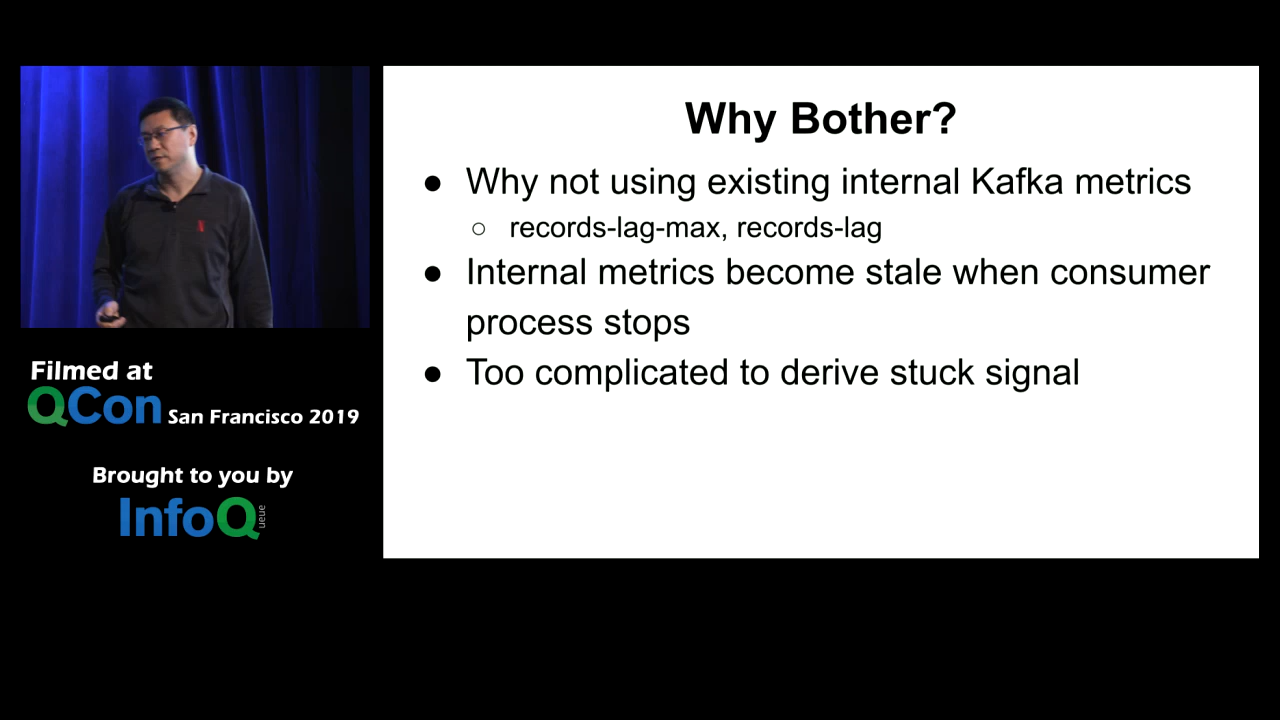 Why Bother?
● Why not using existing internal Kafka metrics
○ records-lag-max, records-lag
● Internal metrics become stale when consumer
process stops
● Too complicated to derive stuck signal
Filmed at
QCon San Francisco 2019
Brought to you by
InfoQ
ueue